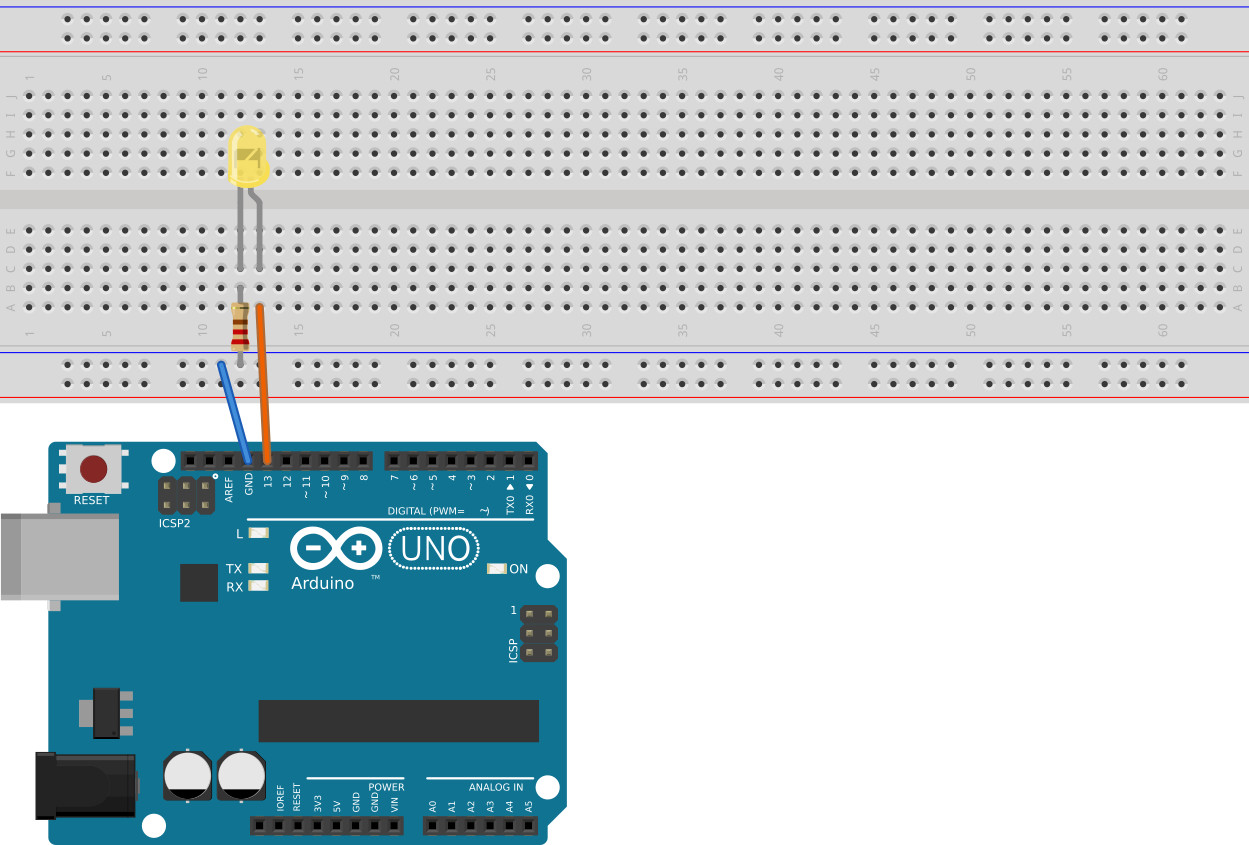 1 5 10 15 20 25 30 35 40 45 50 55 60
J J
I I
H H
G G
F F
E E
D D
C C
B B
A A
1 5 10 15 20 25 30 35 40 45 50 55 60
RESET
ICSP2
AREF
GND
13
12
~11
~10
~9
8
7
~6
~5
4
~3
2
TX0 ▶ 1
RX0 ◀ 0
DIGITAL (PWM= ~)
L
TX
RX
UNO
Arduino
TM
ON
1
ICSP
POWER
ANALOG IN
IOREF
RESET
3V3
5V
GND
GND
VIN
A0
A1
A2
A3
A4
A5